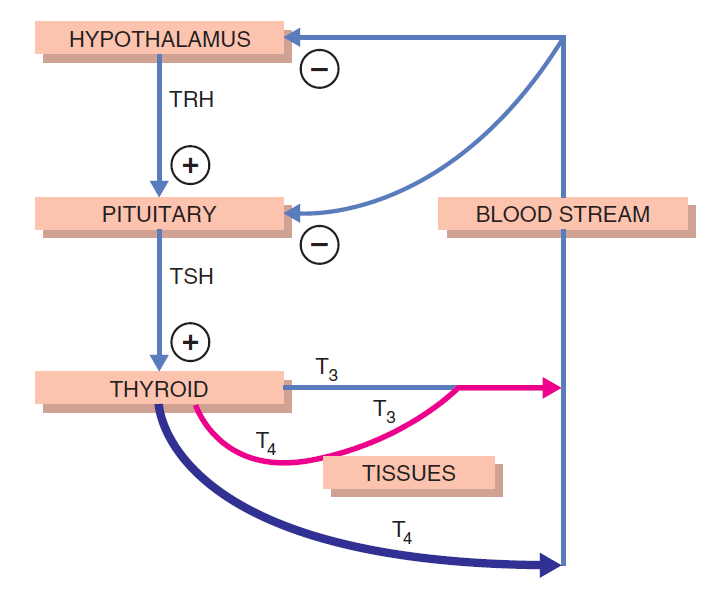 HYPOTHALAMUS
−
TRH
+
PITUITARY
BLOOD STREAM
−
TSH
+
T3
THYROID
T3
T4
TISSUES
T4